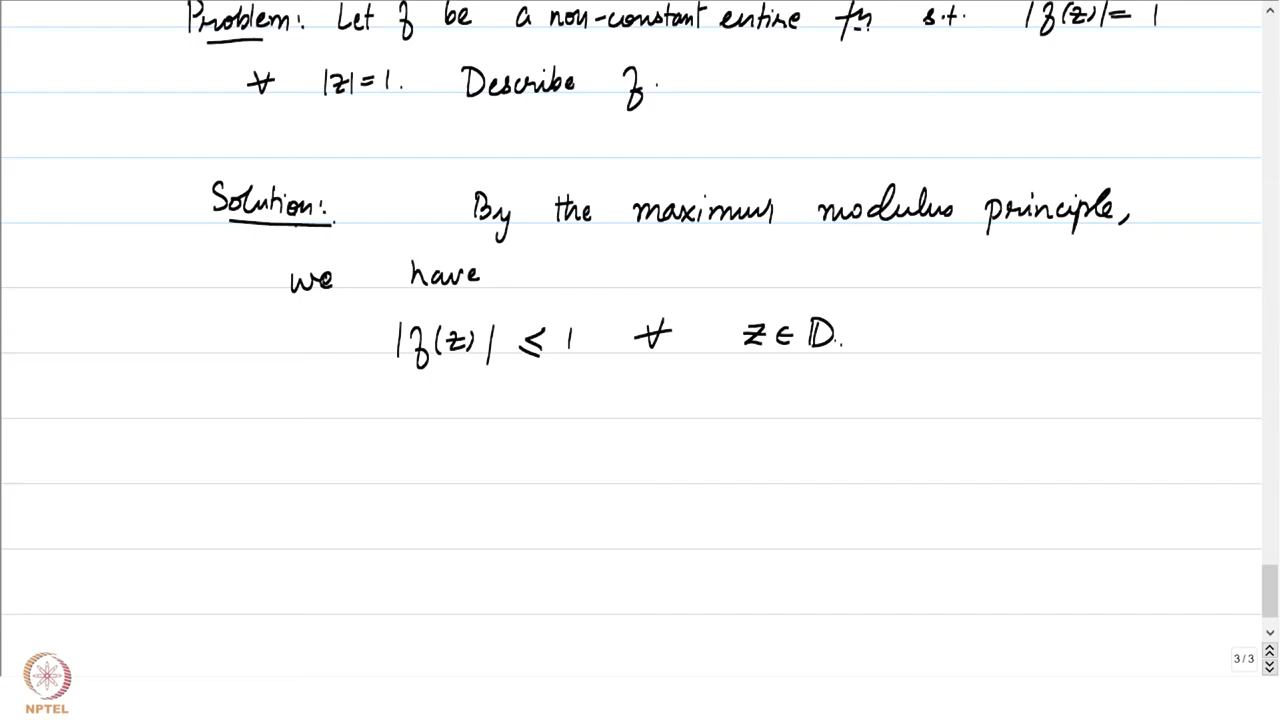 Problem: Let f be a non-constant entire fn s.t. |f(z)| = 1
∀ |z| = 1. Describe f.
Solution: By the maximus modulus principle,
we have
|f(z)| ≤ 1 ∀ z ∈ 𝔻.
3 / 3
NPTEL